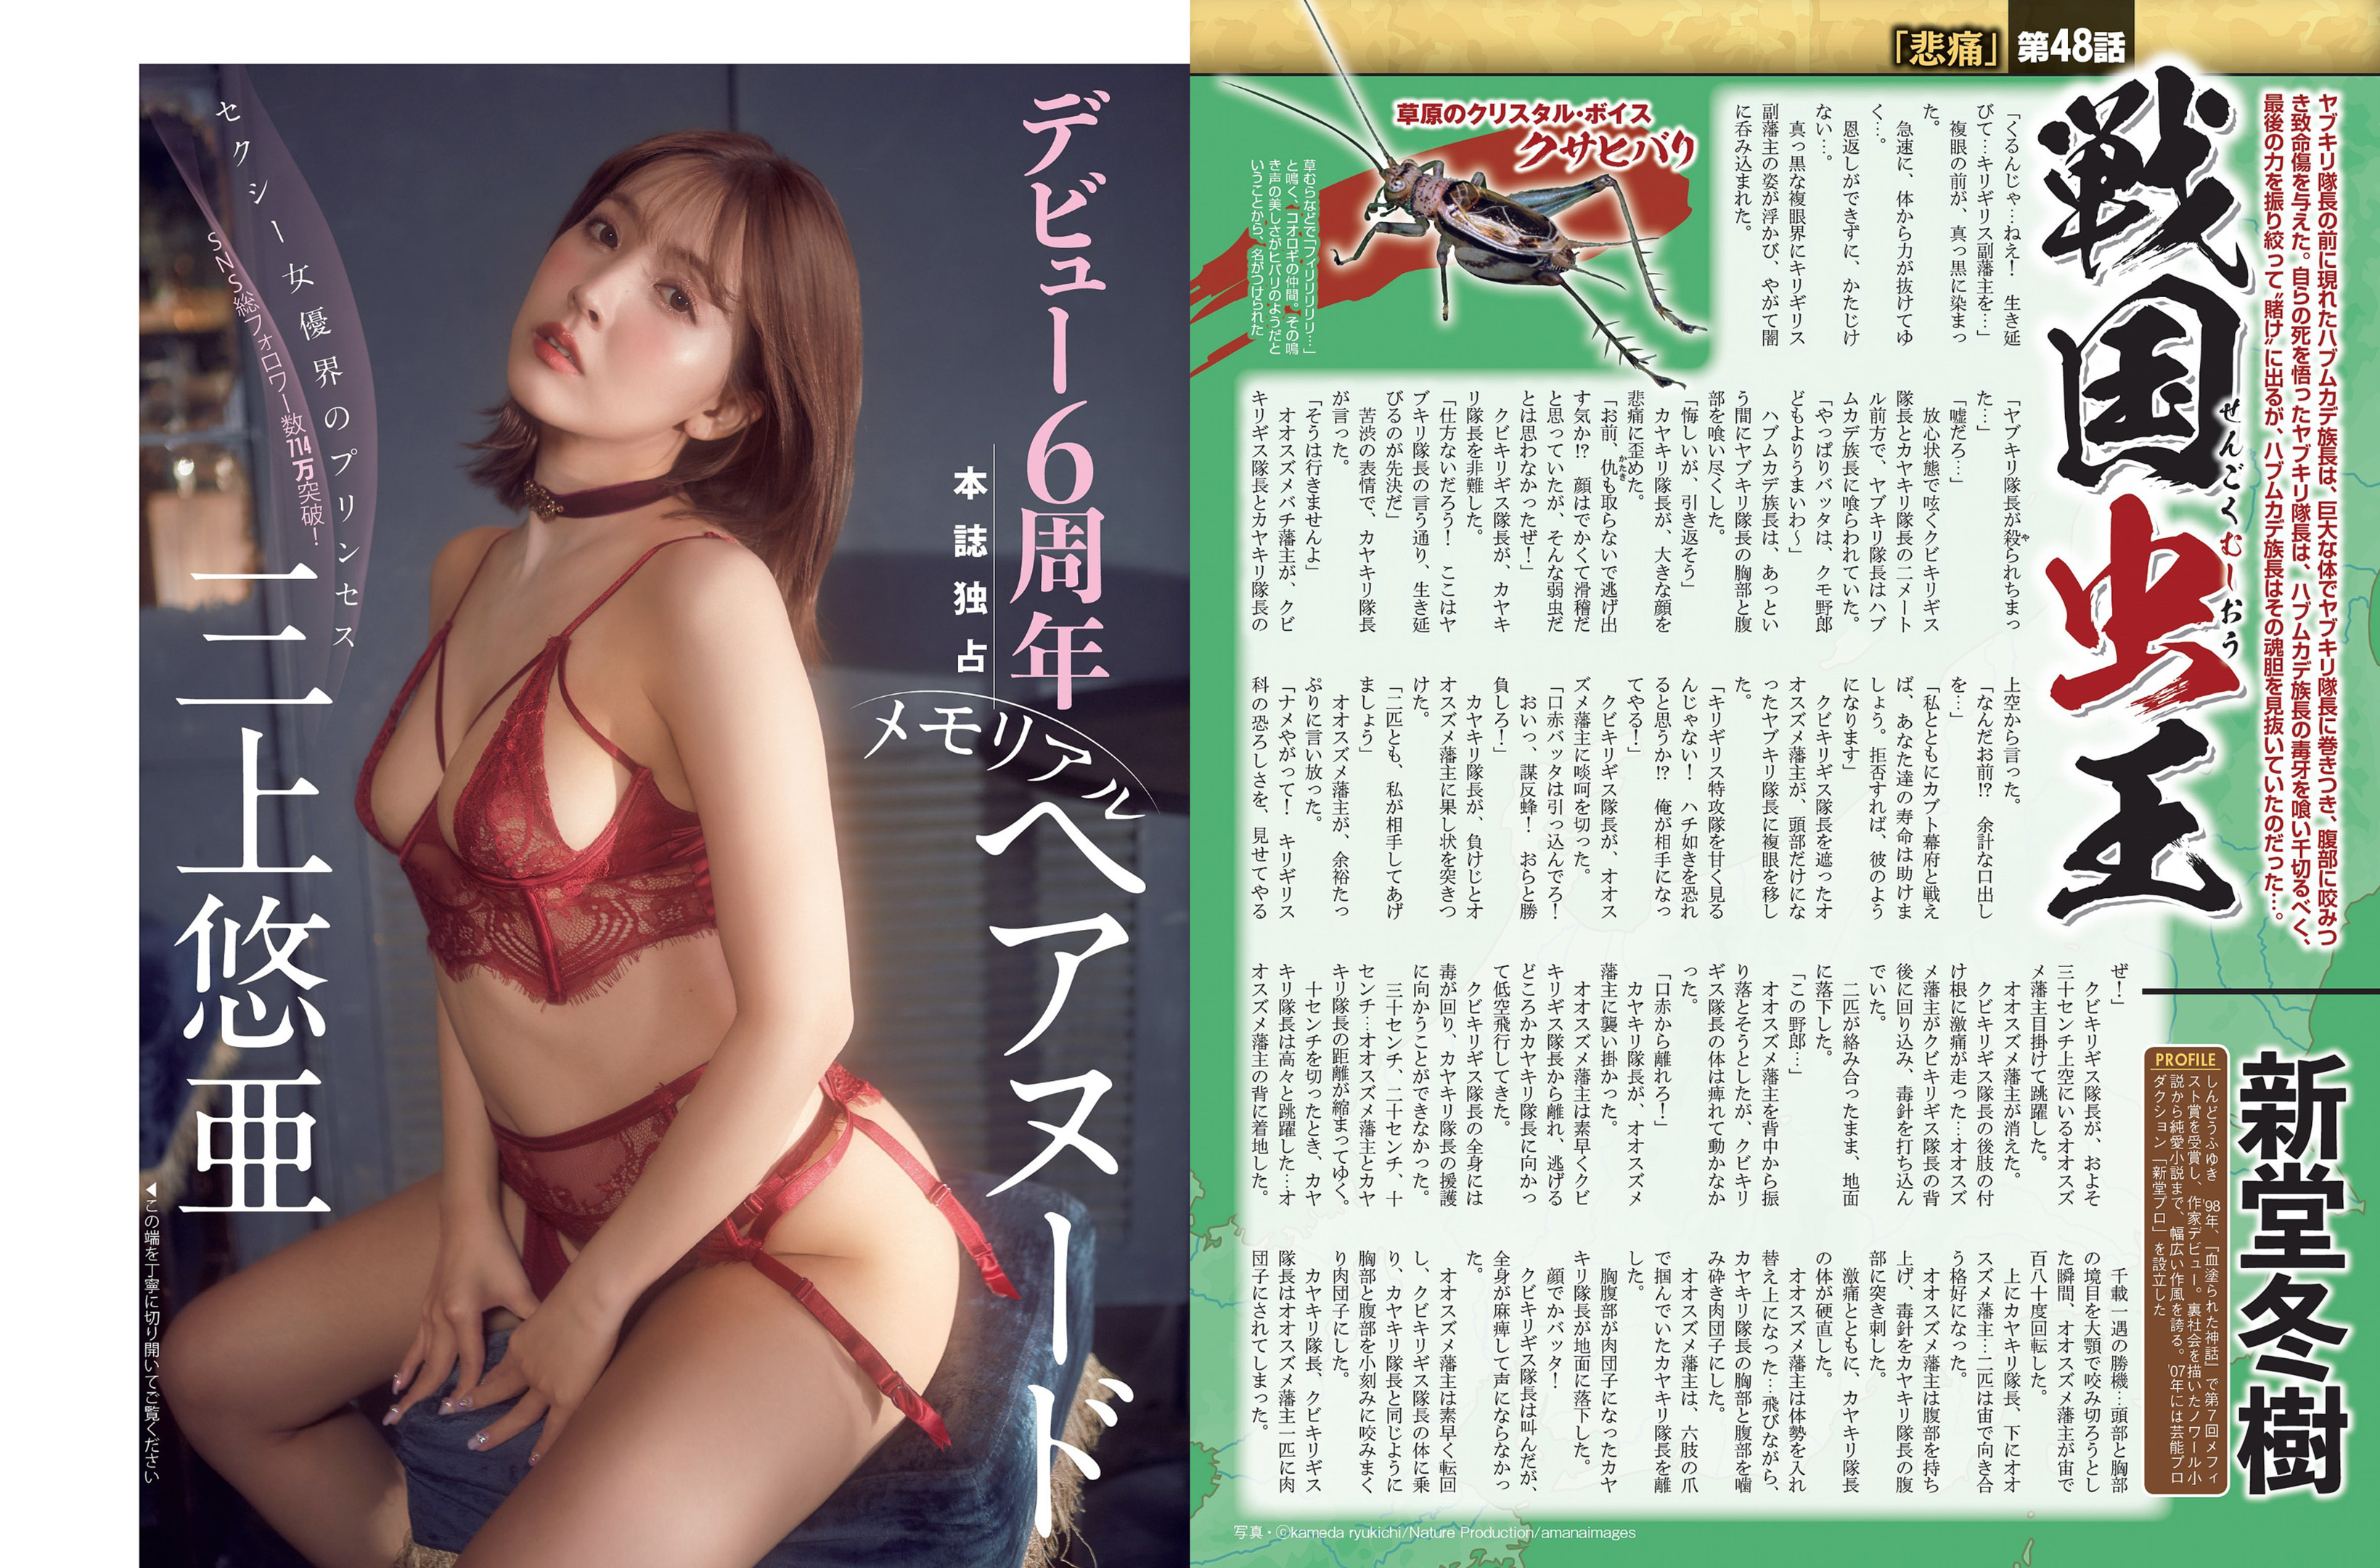 「悲痛」第48話
戦国虫王
せんごくむしおう
ヤブキリ隊長の前に現れたハブムカデ族長は、巨大な体でヤブキリ隊長に巻きつき、腹部に咬みつ
き致命傷を与えた。自らの死を悟ったヤブキリ隊長は、ハブムカデ族長の毒牙を喰い千切るべく、
最後の力を振り絞って〝賭け〟に出るが、ハブムカデ族長はその魂胆を見抜いていたのだった…。
新堂冬樹
PROFILE
しんどうふゆき '98年、「血塗られた神話」で第7回メフィ
スト賞を受賞し、作家デビュー。裏社会を描いたノワール小
説から純愛小説まで、幅広い作風を誇る。'07年には芸能プロ
ダクション「新堂プロ」を設立した
草原のクリスタル・ボイス
クサヒバリ
草むらなどで「フィリリリリリリ…」
と鳴く、コオロギの仲間。その鳴
き声の美しさがヒバリのようだと
いうことから、名がつけられた
「くるんじゃ…ねえ! 生き延
びて…キリギリス副藩主を…」
複眼の前が、真っ黒に染まっ
た。
急速に、体から力が抜けてゆ
く…。
恩返しができずに、かたじけ
ない…。
真っ黒な複眼界にキリギリス
副藩主の姿が浮かび、やがて闇
に呑み込まれた。
「ヤブキリ隊長が殺られちまっ
や
た…」
「嘘だろ…」
放心状態で呟くクビキリギス
隊長とカヤキリ隊長の二メート
ル前方で、ヤブキリ隊長はハブ
ムカデ族長に喰らわれていた。
「やっぱりバッタは、クモ野郎
どもよりうまいわ～」
ハブムカデ族長は、あっとい
う間にヤブキリ隊長の胸部と腹
部を喰い尽くした。
「悔しいが、引き返そう」
カヤキリ隊長が、大きな顔を
悲痛に歪めた。
「お前、仇も取らないで逃げ出
かたき
す気か!? 顔はでかくて滑稽だ
と思っていたが、そんな弱虫だ
とは思わなかったぜ!」
クビキリギス隊長が、カヤキ
リ隊長を非難した。
「仕方ないだろう! ここはヤ
ブキリ隊長の言う通り、生き延
びるのが先決だ」
苦渋の表情で、カヤキリ隊長
が言った。
「そうは行きませんよ」
オオスズメバチ藩主が、クビ
キリギス隊長とカヤキリ隊長の
上空から言った。
「なんだお前!? 余計な口出し
を…」
「私とともにカブト幕府と戦え
ば、あなた達の寿命は助けま
しょう。拒否すれば、彼のよう
になります」
クビキリギス隊長を遮ったオ
オスズメ藩主が、頭部だけにな
ったヤブキリ隊長に複眼を移し
た。
「キリギリス特攻隊を甘く見る
んじゃない! ハチ如きを恐れ
ると思うか!? 俺が相手になっ
てやる!」
クビキリギス隊長が、オオス
ズメ藩主に啖呵を切った。
「口赤バッタは引っ込んでろ!
おいっ、謀反蜂! おらと勝
負しろ!」
カヤキリ隊長が、負けじとオ
オスズメ藩主に果し状を突きつ
けた。
「二匹とも、私が相手してあげ
ましょう」
オオスズメ藩主が、余裕たっ
ぷりに言い放った。
「ナメやがって! キリギリス
科の恐ろしさを、見せてやる
ぜ!」
クビキリギス隊長が、およそ
三十センチ上空にいるオオスズ
メ藩主目掛けて跳躍した。
オオスズメ藩主が消えた。
クビキリギス隊長の後肢の付
け根に激痛が走った…オオスズ
メ藩主がクビキリギス隊長の背
後に回り込み、毒針を打ち込ん
でいた。
二匹が絡み合ったまま、地面
に落下した。
「この野郎…」
オオスズメ藩主を背中から振
り落とそうとしたが、クビキリ
ギス隊長の体は痺れて動かなか
った。
「口赤から離れろ!」
カヤキリ隊長が、オオスズメ
藩主に襲い掛かった。
オオスズメ藩主は素早くクビ
キリギス隊長から離れ、逃げる
どころかカヤキリ隊長に向かっ
て低空飛行してきた。
クビキリギス隊長の全身には
毒が回り、カヤキリ隊長の援護
に向かうことができなかった。
三十センチ、二十センチ、十
センチ…オオスズメ藩主とカヤ
キリ隊長の距離が縮まってゆく。
十センチを切ったとき、カヤ
キリ隊長は高々と跳躍した…オ
オスズメ藩主の背に着地した。
千載一遇の勝機…頭部と胸部
の境目を大顎で咬み切ろうとし
た瞬間、オオスズメ藩主が宙で
百八十度回転した。
上にカヤキリ隊長、下にオオ
スズメ藩主…二匹は宙で向き合
う格好になった。
オオスズメ藩主は腹部を持ち
上げ、毒針をカヤキリ隊長の腹
部に突き刺した。
激痛とともに、カヤキリ隊長
の体が硬直した。
オオスズメ藩主は体勢を入れ
替え上になった…飛びながら、
カヤキリ隊長の胸部と腹部を噛
み砕き肉団子にした。
オオスズメ藩主は、六肢の爪
で掴んでいたカヤキリ隊長を離
した。
胸腹部が肉団子になったカヤ
キリ隊長が地面に落下した。
顔でかバッタ!
クビキリギス隊長は叫んだが、
全身が麻痺して声にならなかっ
た。
オオスズメ藩主は素早く転回
し、クビキリギス隊長の体に乗
り、カヤキリ隊長と同じように
胸部と腹部を小刻みに咬みまく
り肉団子にした。
カヤキリ隊長、クビキリギス
隊長はオオスズメ藩主一匹に肉
団子にされてしまった。
写真・©kameda ryukichi/Nature Production/amanaimages
デビュー6周年
本誌独占
メモリアル
ヘアヌード
セクシー女優界のプリンセス
SNS総フォロワー数714万突破!
三上悠亜
◀この端を丁寧に切り開いてご覧ください